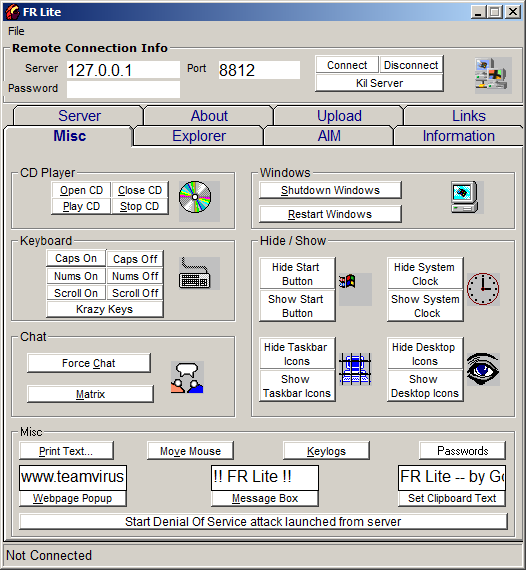 FR Lite
File
Remote Connection Info
Server 127.0.0.1 Port 8812 Connect Disconnect
Password Kil Server
Server About Upload Links
Misc Explorer AIM Information
CD Player
Open CD Close CD
Play CD Stop CD
Windows
Shutdown Windows
Restart Windows
Keyboard
Caps On Caps Off
Nums On Nums Off
Scroll On Scroll Off
Krazy Keys
Hide / Show
Hide Start
Button
Show Start
Button
Hide System
Clock
Show System
Clock
Hide Taskbar
Icons
Show
Taskbar Icons
Hide Desktop
Icons
Show
Desktop Icons
Chat
Force Chat
Matrix
Misc
Print Text... Move Mouse Keylogs Passwords
www.teamvirus !! FR Lite !! FR Lite -- by Go
Webpage Popup Message Box Set Clipboard Text
Start Denial Of Service attack launched from server
Not Connected